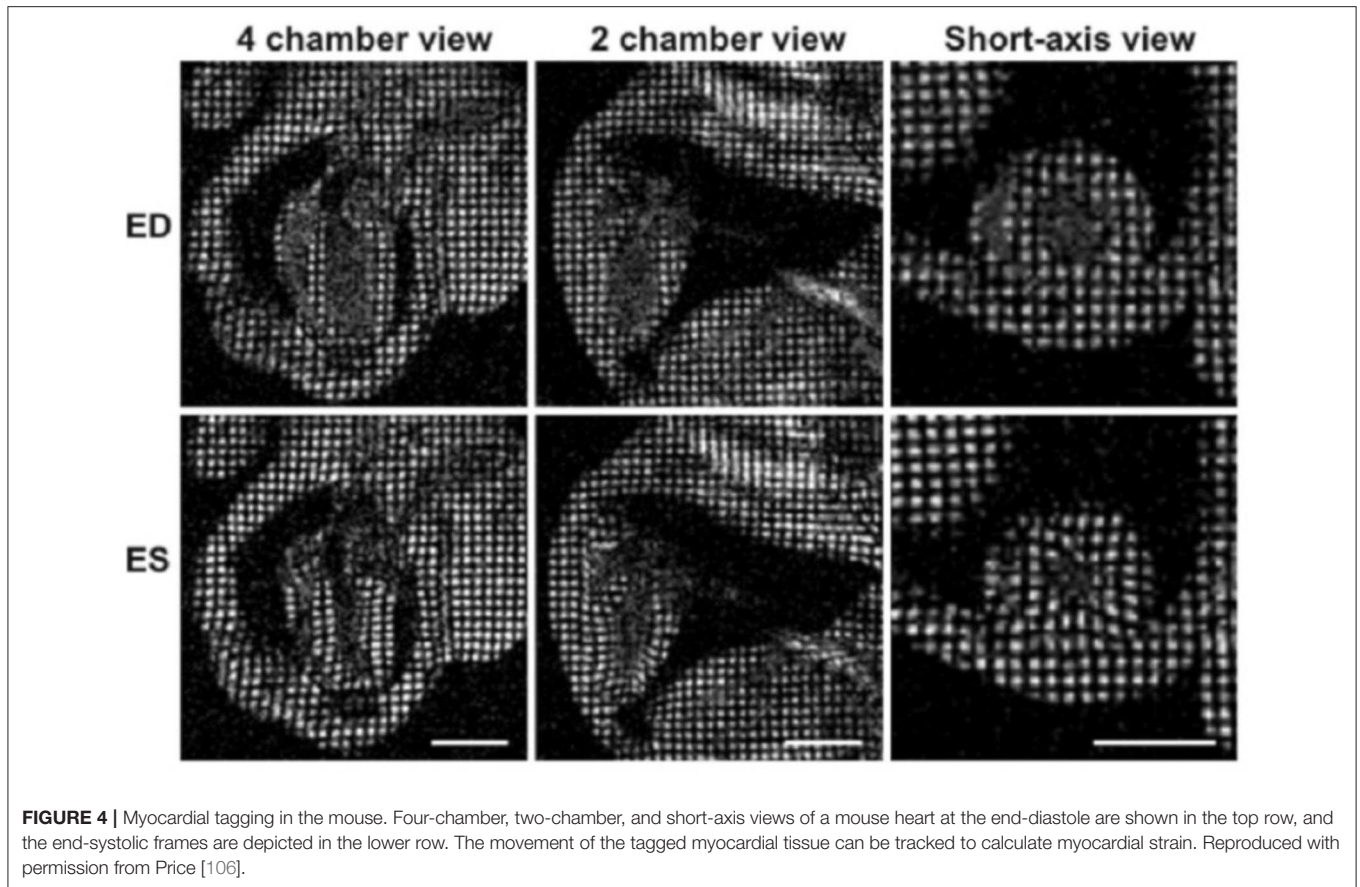 4 chamber view 2 chamber view Short-axis view
ED
ES
FIGURE 4 | Myocardial tagging in the mouse. Four-chamber, two-chamber, and short-axis views of a mouse heart at the end-diastole are shown in the top row, and
the end-systolic frames are depicted in the lower row. The movement of the tagged myocardial tissue can be tracked to calculate myocardial strain. Reproduced with
permission from Price [106].